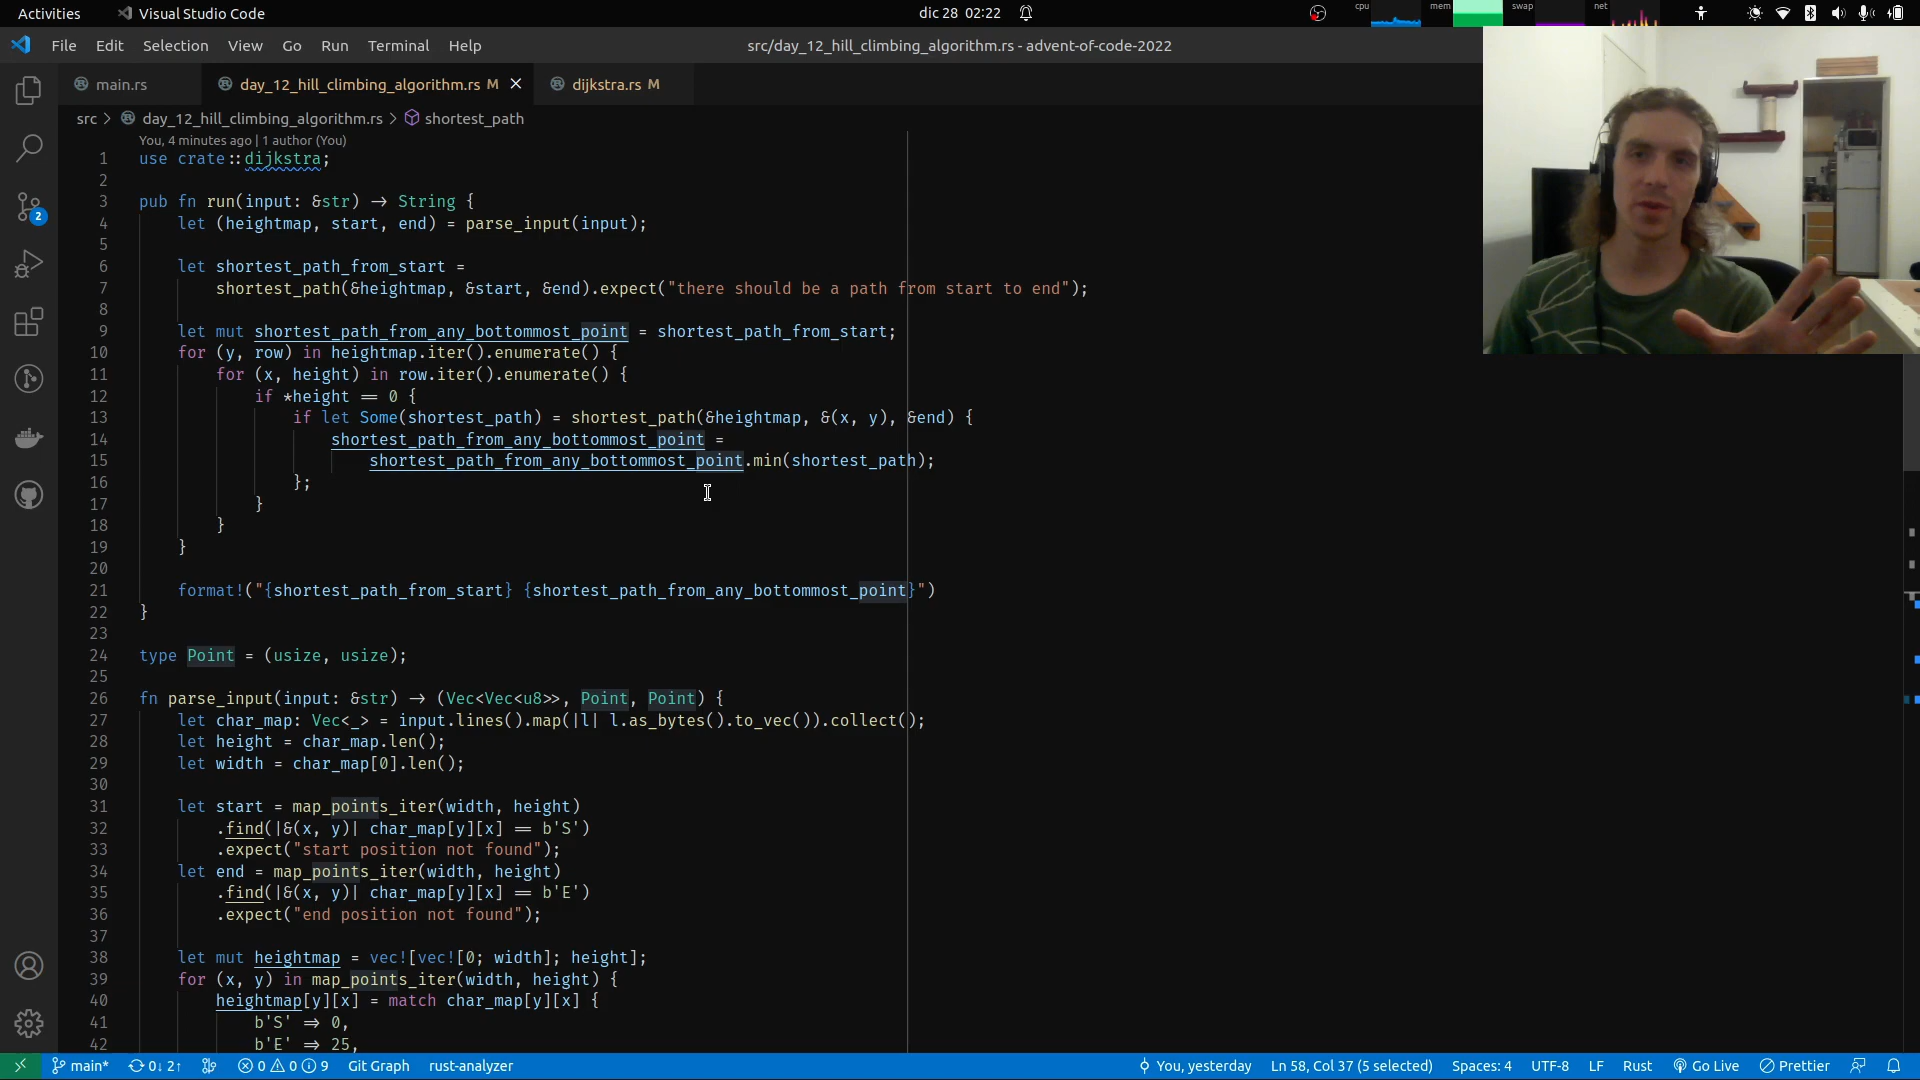 Activities
Visual Studio Code
dic 28 02:22
cpu
mem
swap
net
File Edit Selection View Go Run Terminal Help
src/day_12_hill_climbing_algorithm.rs - advent-of-code-2022
main.rs
day_12_hill_climbing_algorithm.rs M
dijkstra.rs M
src > day_12_hill_climbing_algorithm.rs > shortest_path
You, 4 minutes ago | 1 author (You)
1 use crate::dijkstra;
2
3 pub fn run(input: &str) -> String {
4 let (heightmap, start, end) = parse_input(input);
5
6 let shortest_path_from_start =
7 shortest_path(&heightmap, &start, &end).expect("there should be a path from start to end");
8
9 let mut shortest_path_from_any_bottommost_point = shortest_path_from_start;
10 for (y, row) in heightmap.iter().enumerate() {
11 for (x, height) in row.iter().enumerate() {
12 if *height == 0 {
13 if let Some(shortest_path) = shortest_path(&heightmap, &(x, y), &end) {
14 shortest_path_from_any_bottommost_point =
15 shortest_path_from_any_bottommost_point.min(shortest_path);
16 };
17 }
18 }
19 }
20
21 format!("{shortest_path_from_start} {shortest_path_from_any_bottommost_point}")
22 }
23
24 type Point = (usize, usize);
25
26 fn parse_input(input: &str) -> (Vec<Vec<u8>>, Point, Point) {
27 let char_map: Vec<_> = input.lines().map(|l| l.as_bytes().to_vec()).collect();
28 let height = char_map.len();
29 let width = char_map[0].len();
30
31 let start = map_points_iter(width, height)
32 .find(|&(x, y)| char_map[y][x] == b'S')
33 .expect("start position not found");
34 let end = map_points_iter(width, height)
35 .find(|&(x, y)| char_map[y][x] == b'E')
36 .expect("end position not found");
37
38 let mut heightmap = vec![vec![0; width]; height];
39 for (x, y) in map_points_iter(width, height) {
40 heightmap[y][x] = match char_map[y][x] {
41 b'S' => 0,
42 b'E' => 25,
2
main* 0↓ 2↑ 0 0 9 Git Graph rust-analyzer You, yesterday Ln 58, Col 37 (5 selected) Spaces: 4 UTF-8 LF Rust Go Live Prettier